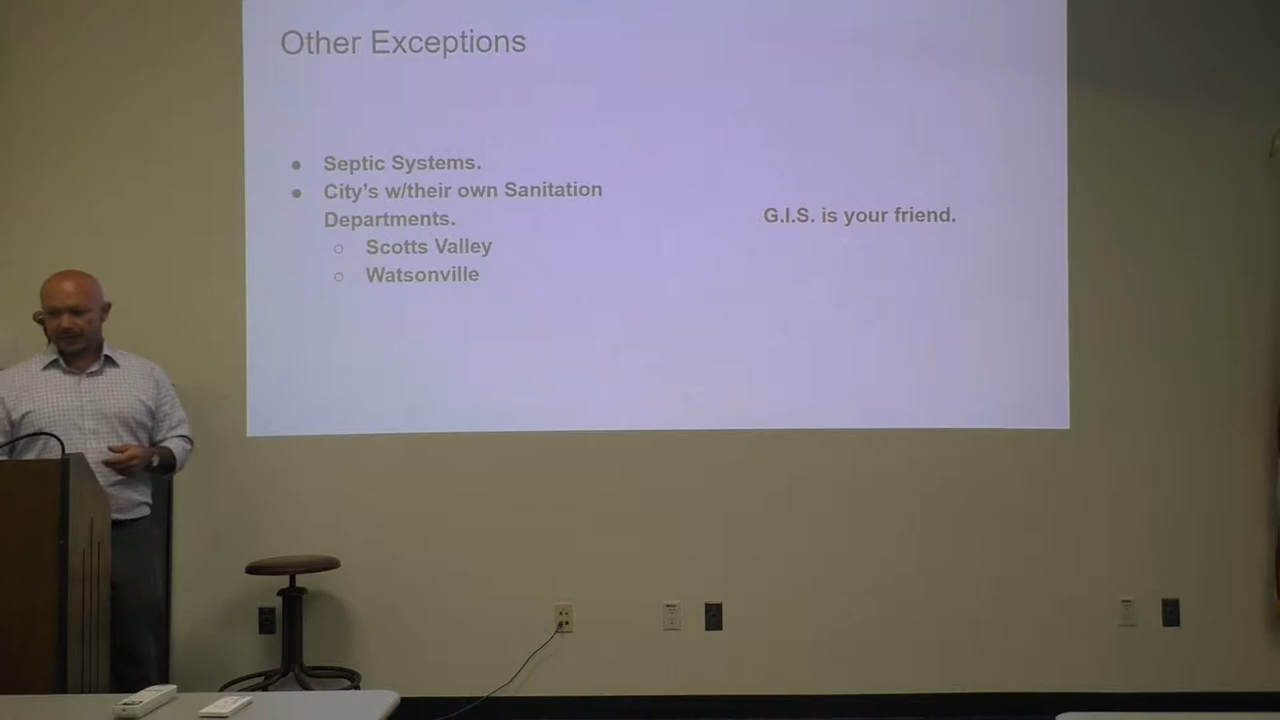 Other Exceptions
● Septic Systems.
● City's w/their own Sanitation
Departments.
○ Scotts Valley
○ Watsonville
G.I.S. is your friend.